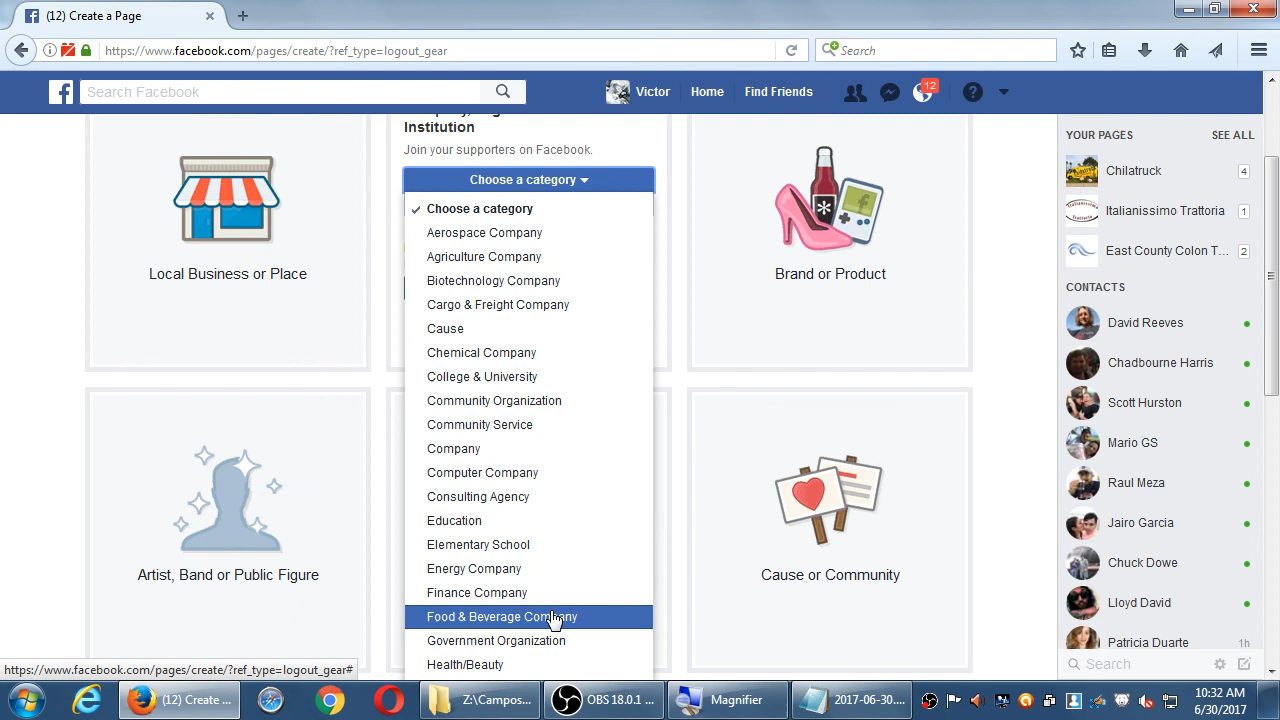 (12) Create a Page
https://www.facebook.com/pages/create/?ref_type=logout_gear
Search
Search Facebook
Victor
Home
Find Friends
12
Institution
Join your supporters on Facebook.
Choose a category
Choose a category
Aerospace Company
Agriculture Company
Biotechnology Company
Cargo & Freight Company
Cause
Chemical Company
College & University
Community Organization
Community Service
Company
Computer Company
Consulting Agency
Education
Elementary School
Energy Company
Finance Company
Food & Beverage Company
Government Organization
Health/Beauty
Local Business or Place
Brand or Product
Artist, Band or Public Figure
Cause or Community
YOUR PAGES
SEE ALL
Chilatruck
4
Italianissimo Trattoria
1
East County Colon T...
2
CONTACTS
David Reeves
Chadbourne Harris
Scott Hurston
Mario GS
Raul Meza
Jairo Garcia
Chuck Dowe
Lloyd David
Patricia Duarte
1h
Search
https://www.facebook.com/pages/create/?ref_type=logout_gear#
(12) Create ...
Z:\Campos...
OBS 18.0.1 ...
Magnifier
2017-06-30....
10:32 AM
6/30/2017